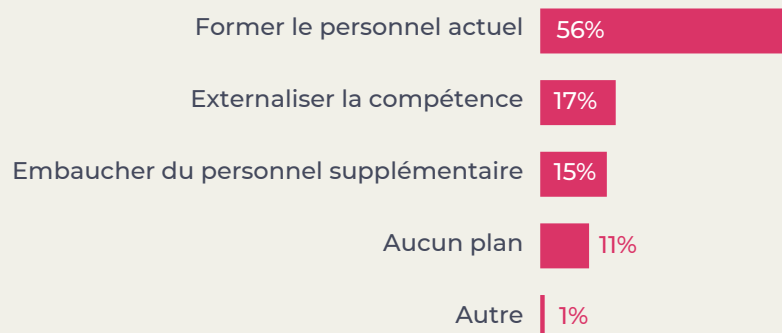 Former le personnel actuel 56%
Externaliser la compétence 17%
Embaucher du personnel supplémentaire 15%
Aucun plan 11%
Autre 1%